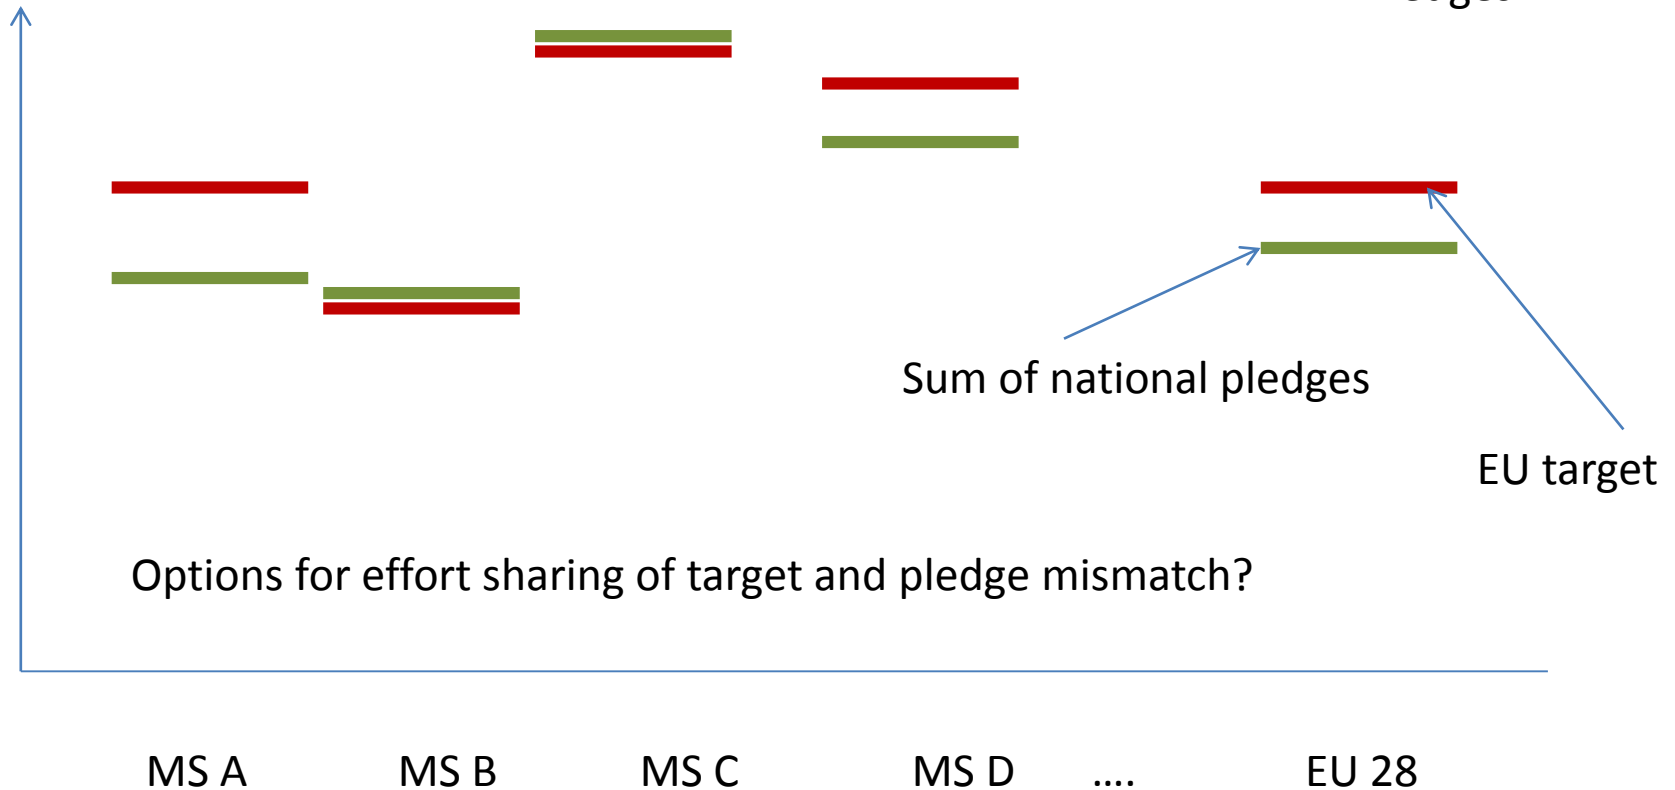 Sum of national pledges
EU target
Options for effort sharing of target and pledge mismatch?
MS A MS B MS C MS D .... EU 28